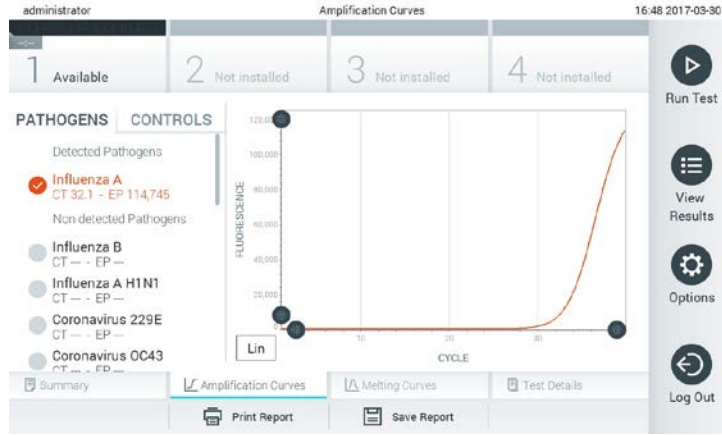 administrator
Amplification Curves
16:48 2017-03-30
1 Available
2 Not installed
3 Not installed
4 Not installed
PATHOGENS
CONTROLS
Detected Pathogens
Influenza A
CT 32.1 - EP 114,745
Non detected Pathogens
Influenza B
CT --- - EP ---
Influenza A H1N1
CT --- - EP ---
Coronavirus 229E
CT --- - EP ---
Coronavirus OC43
CT --- - EP ---
FLUORESCENCE
120,000
100,000
80,000
60,000
40,000
20,000
0
10
20
30
CYCLE
Lin
Run Test
View
Results
Options
Log Out
Summary
Amplification Curves
Melting Curves
Test Details
Print Report
Save Report